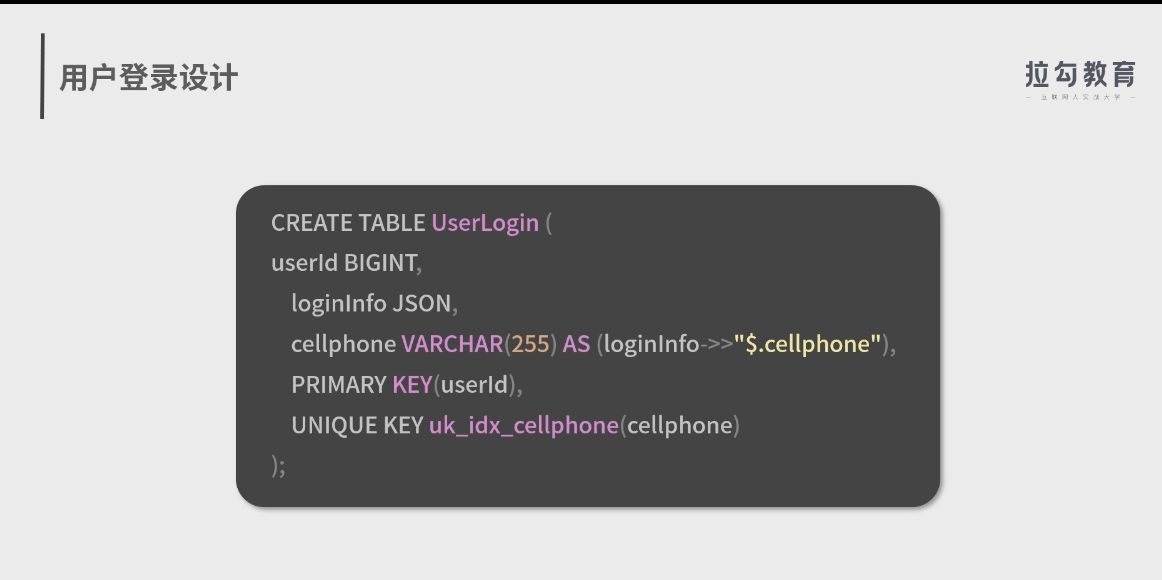 用户登录设计
拉勾教育
— 互联网人实战大学 —
CREATE TABLE UserLogin (
userId BIGINT,
loginInfo JSON,
cellphone VARCHAR(255) AS (loginInfo->>"$.cellphone"),
PRIMARY KEY(userId),
UNIQUE KEY uk_idx_cellphone(cellphone)
);